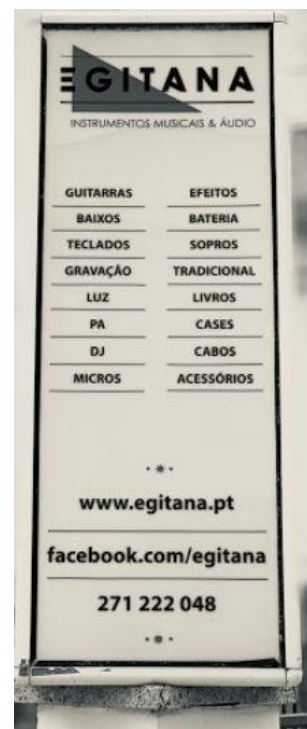 EGITANA
INSTRUMENTOS MUSICAIS & ÁUDIO
GUITARRAS
BAIXOS
TECLADOS
GRAVAÇÃO
LUZ
PA
DJ
MICROS
EFEITOS
BATERIA
SOPROS
TRADICIONAL
LIVROS
CASES
CABOS
ACESSÓRIOS
www.egitana.pt
facebook.com/egitana
271 222 048